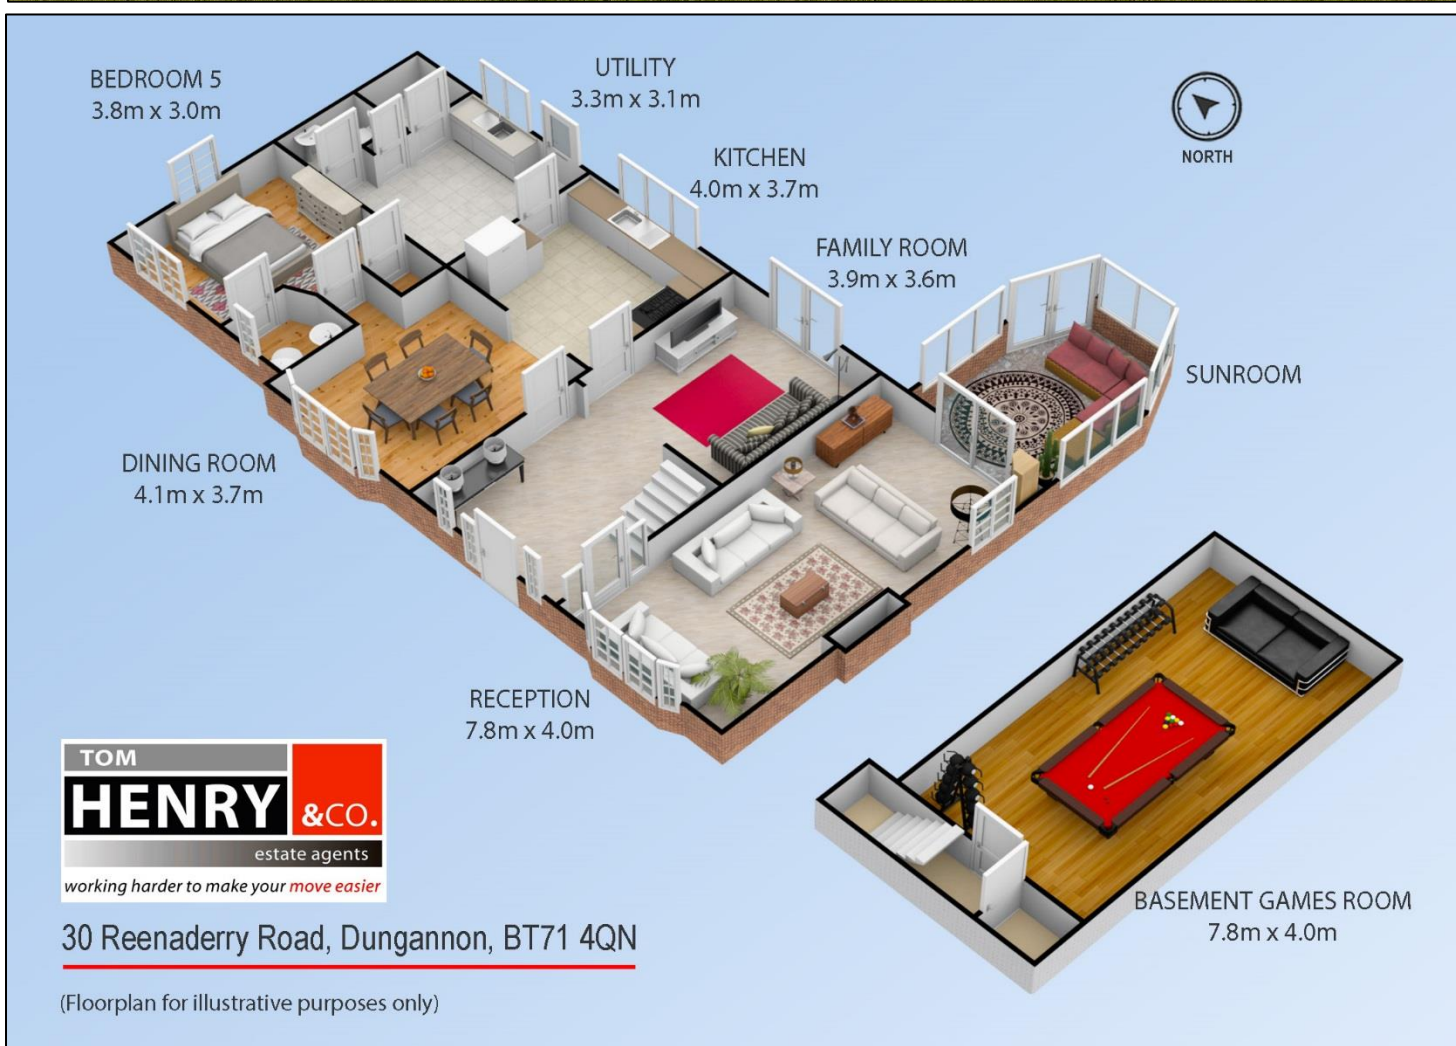 BEDROOM 5
3.8m x 3.0m
UTILITY
3.3m x 3.1m
KITCHEN
4.0m x 3.7m
NORTH
FAMILY ROOM
3.9m x 3.6m
SUNROOM
DINING ROOM
4.1m x 3.7m
RECEPTION
7.8m x 4.0m
BASEMENT GAMES ROOM
7.8m x 4.0m
TOM
HENRY &CO.
estate agents
working harder to make your move easier
30 Reenaderry Road, Dungannon, BT71 4QN
(Floorplan for illustrative purposes only)